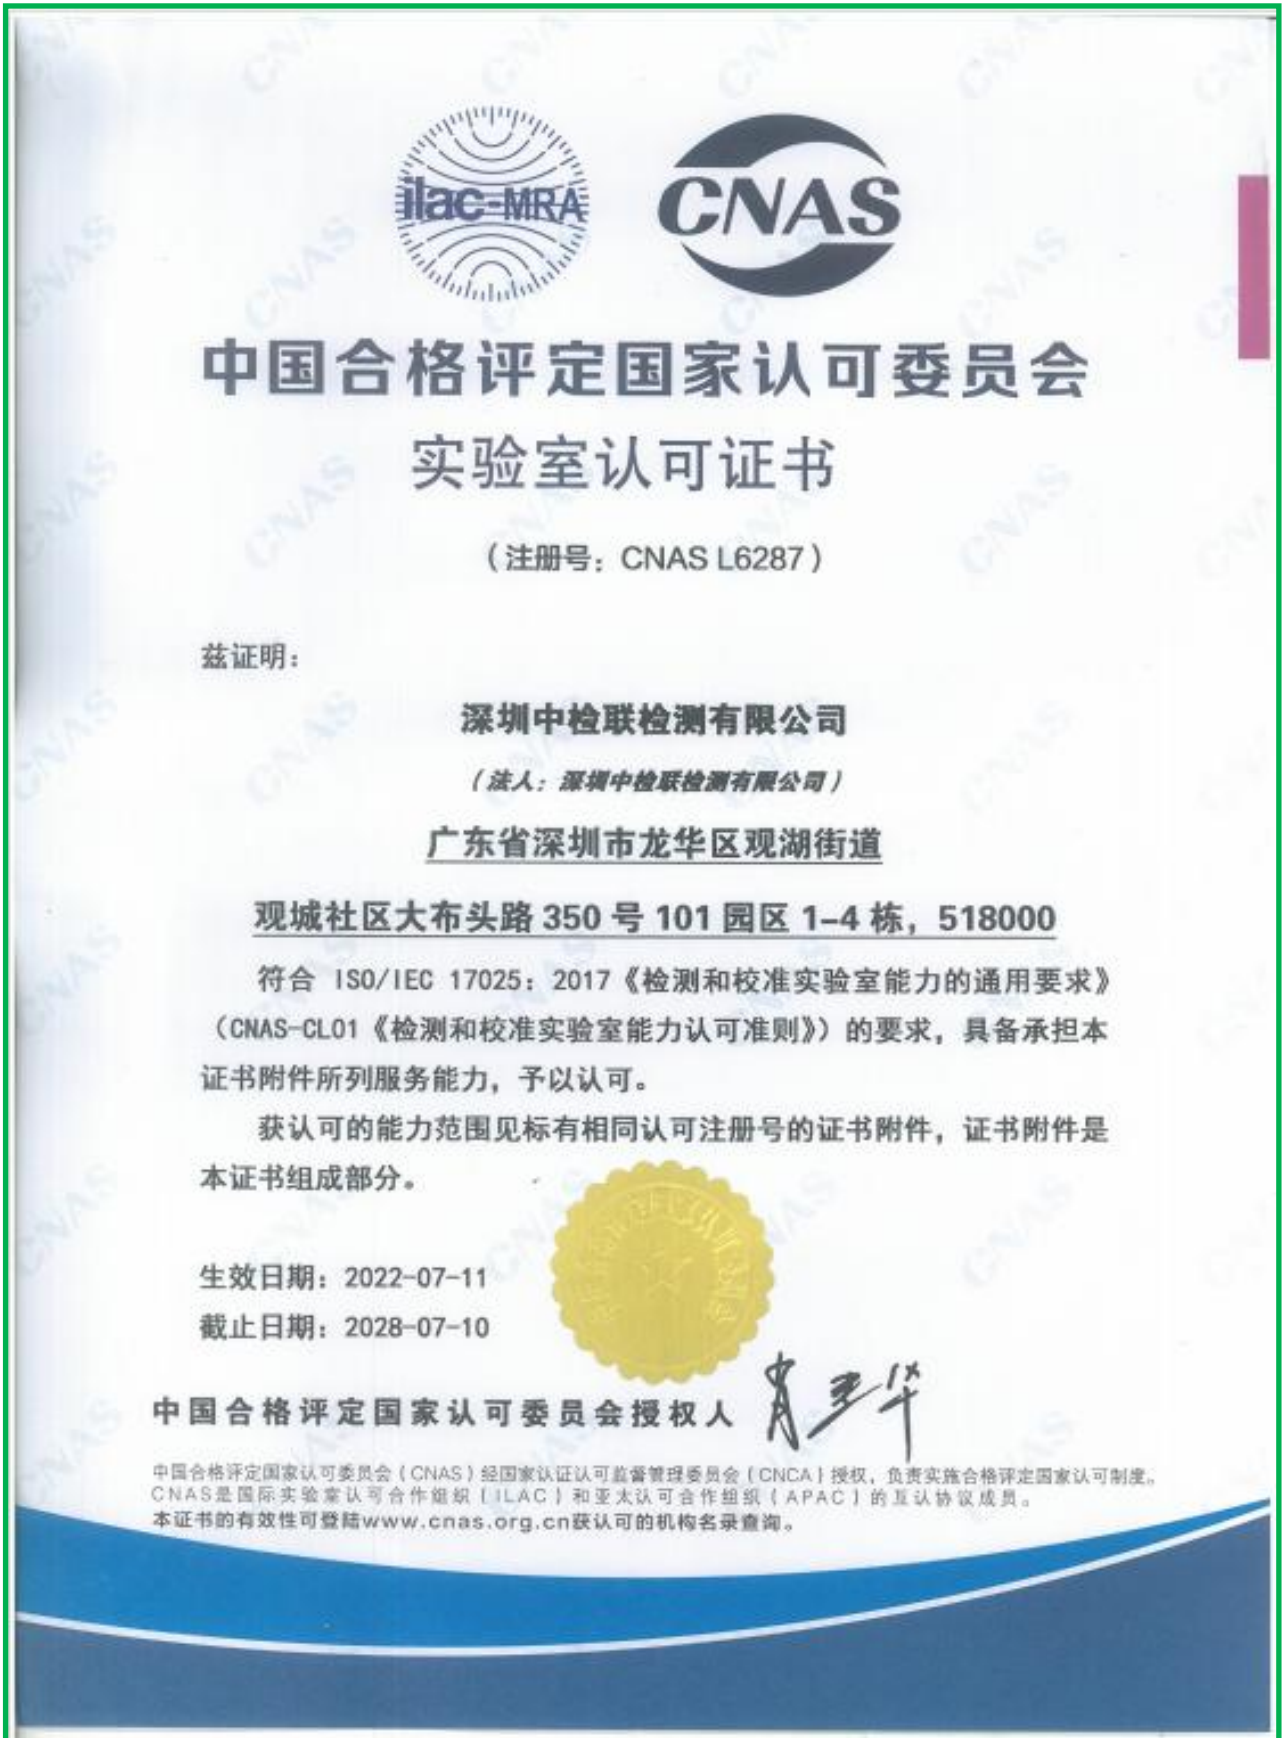 ilac-MRA
CNAS
中国合格评定国家认可委员会
实验室认可证书
（注册号：CNAS L6287）
兹证明：
深圳中检联检测有限公司
（法人：深圳中检联检测有限公司）
广东省深圳市龙华区观湖街道
观城社区大布头路 350 号 101 园区 1-4 栋，518000
符合 ISO/IEC 17025：2017《检测和校准实验室能力的通用要求》
（CNAS-CL01《检测和校准实验室能力认可准则》）的要求，具备承担本
证书附件所列服务能力，予以认可。
获认可的能力范围见标有相同认可注册号的证书附件，证书附件是
本证书组成部分。
生效日期：2022-07-11
截止日期：2028-07-10
中国合格评定国家认可委员会授权人
中国合格评定国家认可委员会（CNAS）经国家认证认可监督管理委员会（CNCA）授权，负责实施合格评定国家认可制度。
CNAS是国际实验室认可合作组织（ILAC）和亚太认可合作组织（APAC）的互认协议成员。
本证书的有效性可登陆www.cnas.org.cn获认可的机构名录查询。